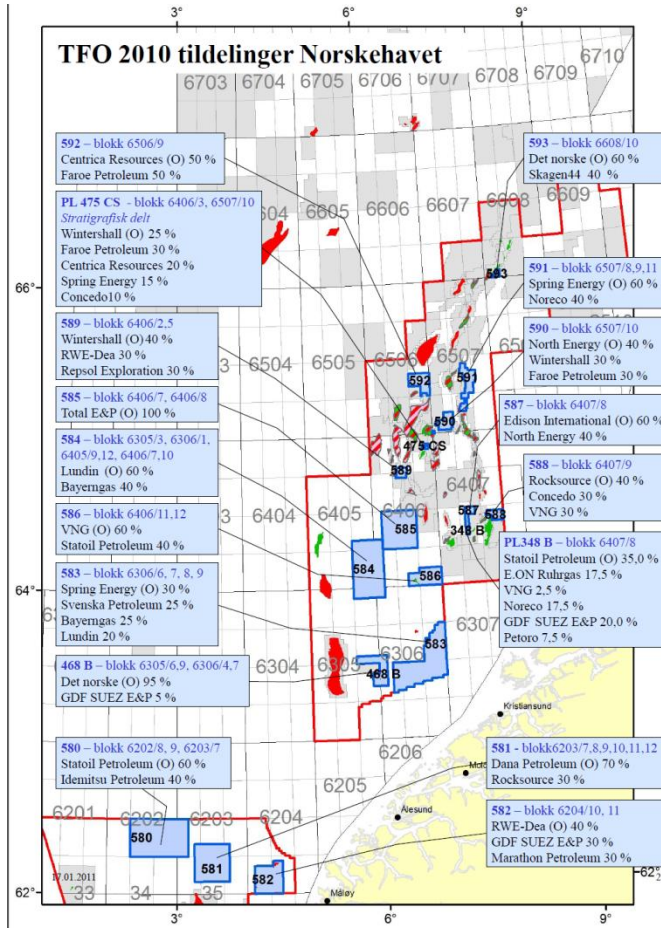 3°
6°
9°
TFO 2010 tildelinger Norskehavet
6703
6704
6705
6706
6707
6708
6709
6710
592 – blokk 6506/9
Centrica Resources (O) 50 %
Faroe Petroleum 50 %
PL 475 CS - blokk 6406/3, 6507/10
Stratigrafisk delt
Wintershall (O) 25 %
Faroe Petroleum 30 %
Centrica Resources 20 %
Spring Energy 15 %
Concedo10 %
589 – blokk 6406/2,5
Wintershall (O)40 %
RWE-Dea 30 %
Repsol Exploration 30 %
585 – blokk 6406/7, 6406/8
Total E&P (O) 100 %
584 – blokk 6305/3, 6306/1,
6405/9,12, 6406/7,10
Lundin (O) 60 %
Bayerngas 40 %
586 – blokk 6406/11,12
VNG (O) 60 %
Statoil Petroleum 40 %
583 – blokk 6306/6, 7, 8, 9
Spring Energy (O) 30 %
Svenska Petroleum 25 %
Bayerngas 25 %
Lundin 20 %
468 B – blokk 6305/6,9, 6306/4,7
Det norske (O) 95 %
GDF SUEZ E&P 5 %
580 – blokk 6202/8, 9, 6203/7
Statoil Petroleum (O) 60 %
Idemitsu Petroleum 40 %
593 – blokk 6608/10
Det norske (O) 60 %
Skagen44 40 %
591 – blokk 6507/8,9,11
Spring Energy (O) 60 %
Noreco 40 %
590 – blokk 6507/10
North Energy (O) 40 %
Wintershall 30 %
Faroe Petroleum 30 %
587 – blokk 6407/8
Edison International (O) 60%
North Energy 40 %
588 – blokk 6407/9
Rocksource (O) 40 %
Concedo 30 %
VNG 30 %
PL348 B – blokk 6407/8
Statoil Petroleum (O) 35,0 %
E.ON Ruhrgas 17,5 %
VNG 2,5 %
Noreco 17,5 %
GDF SUEZ E&P 20,0 %
Petoro 7,5 %
581 - blokk6203/7,8,9,10,11,12
Dana Petroleum (O) 70 %
Rocksource 30 %
582 – blokk 6204/10, 11
RWE-Dea (O) 40 %
GDF SUEZ E&P 30 %
Marathon Petroleum 30 %
6605
6606
6607
6608
6609
593
66°
66°
6504
6505
6506
6507
592
591
590
475 CS
589
6404
6405
6406
6407
585
587
348 B
588
584
586
64°
64°
6304
6305
6306
6307
583
468 B
Kristiansund
6206
6205
Ålesund
6201
6202
6203
6204
580
581
582
17.01.2011
33
34
35
62°
62°
Måløy
3°
6°
9°